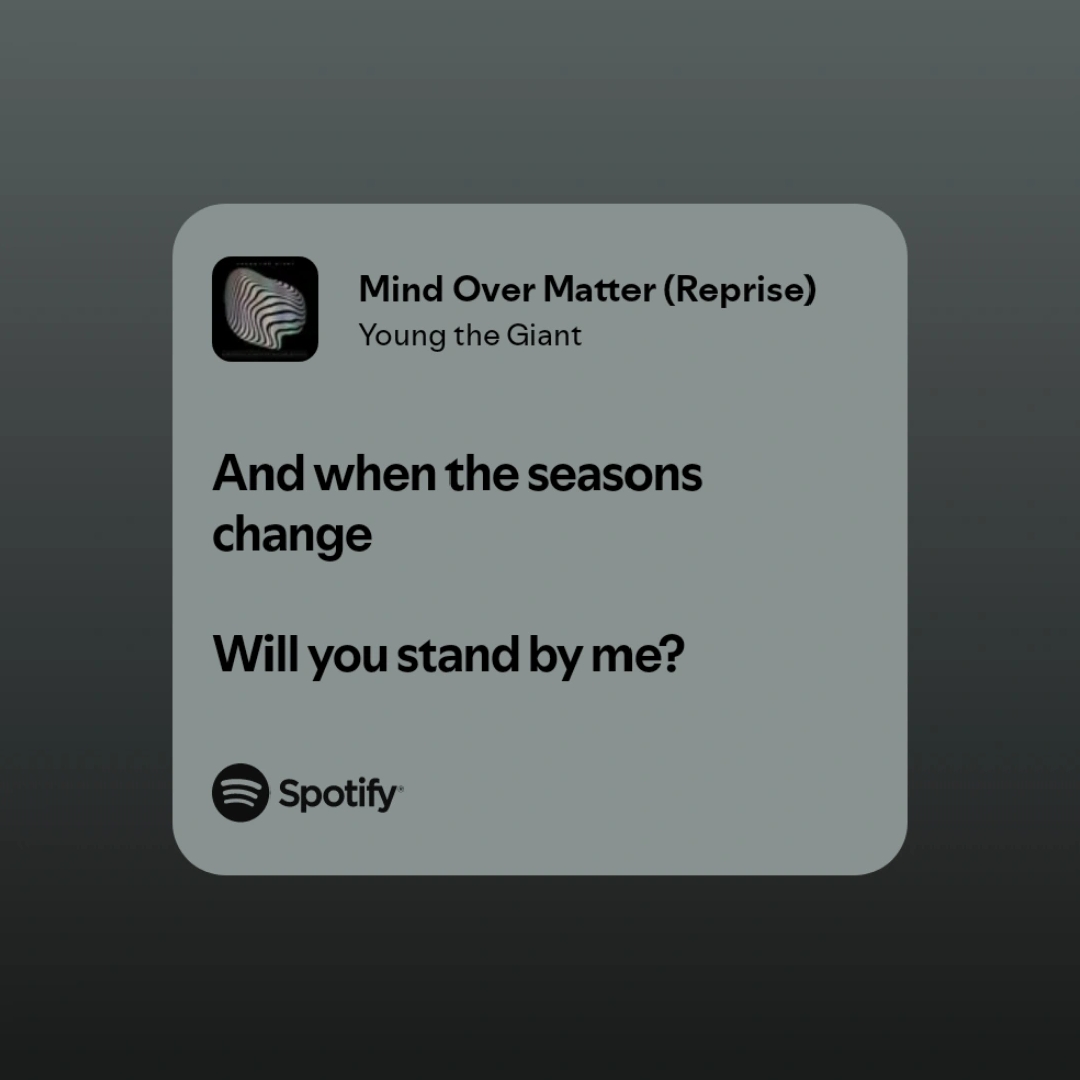 Mind Over Matter (Reprise)
Young the Giant
And when the seasons
change
Will you stand by me?
Spotify®